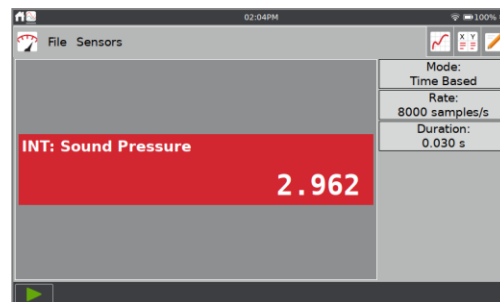 02:04PM
100%
File Sensors
X Y
Mode:
Time Based
Rate:
8000 samples/s
Duration:
0.030 s
INT: Sound Pressure
2.962